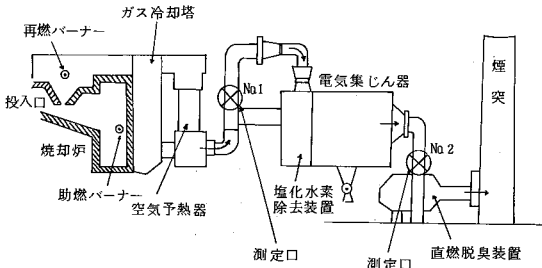 ガス冷却塔
再燃バーナー
投入口
焼却炉
助燃バーナー
空気予熱器
No.1
電気集じん器
塩化水素
除去装置
測定口
No.2
煙突
測定口
直燃脱臭装置